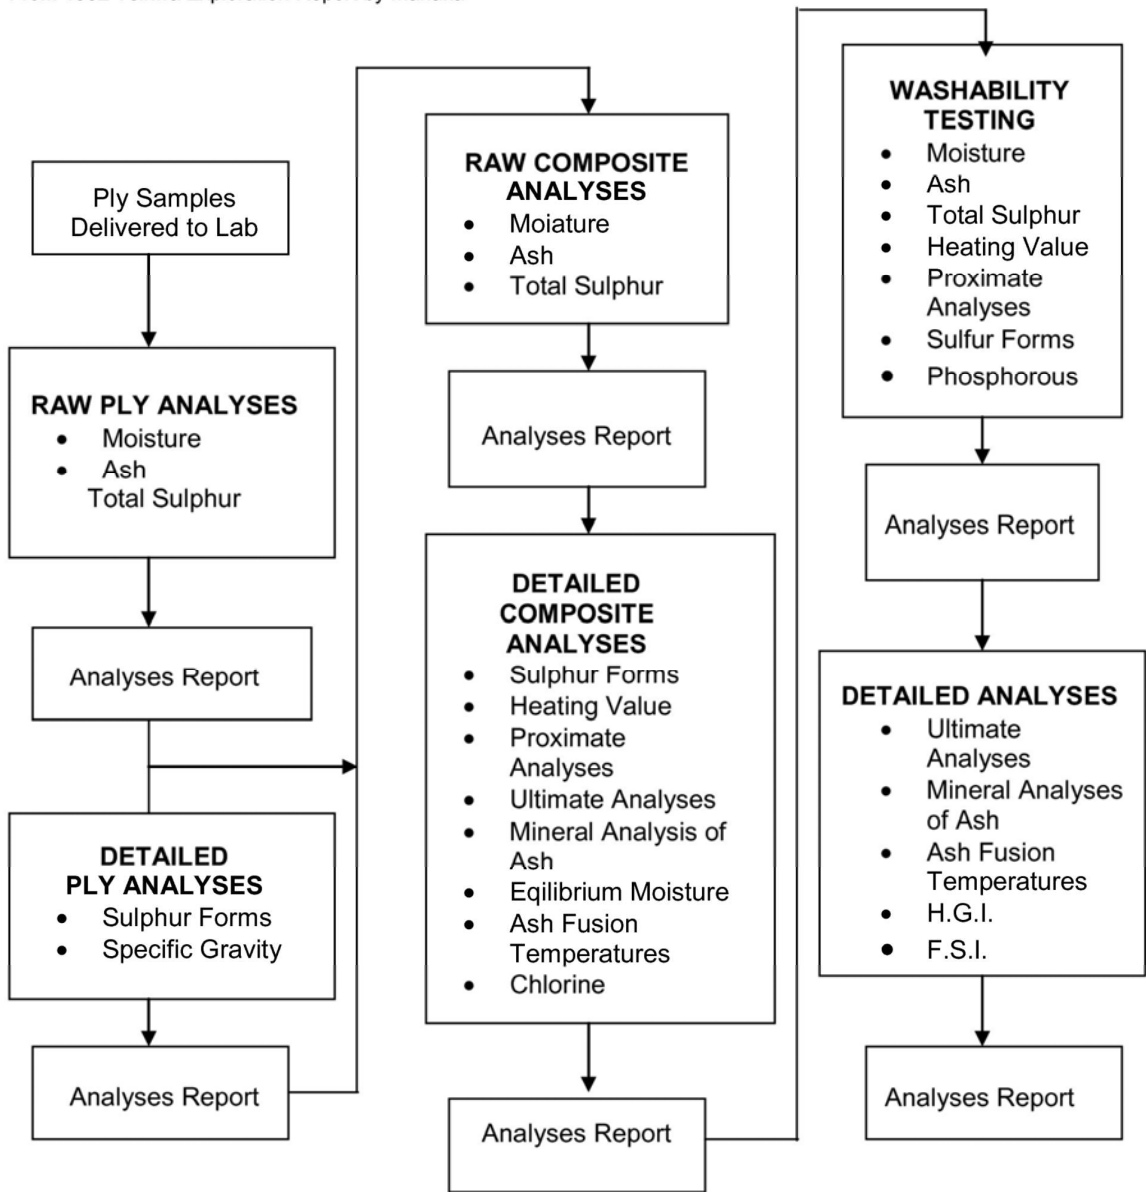 Ply Samples
Delivered to Lab
RAW PLY ANALYSES
• Moisture
• Ash
Total Sulphur
Analyses Report
DETAILED
PLY ANALYSES
• Sulphur Forms
• Specific Gravity
Analyses Report
RAW COMPOSITE
ANALYSES
• Moiature
• Ash
• Total Sulphur
Analyses Report
DETAILED
COMPOSITE
ANALYSES
• Sulphur Forms
• Heating Value
• Proximate
Analyses
• Ultimate Analyses
• Mineral Analysis of
Ash
• Eqilibrium Moisture
• Ash Fusion
Temperatures
• Chlorine
Analyses Report
WASHABILITY
TESTING
• Moisture
• Ash
• Total Sulphur
• Heating Value
• Proximate
Analyses
• Sulfur Forms
• Phosphorous
Analyses Report
DETAILED ANALYSES
• Ultimate
Analyses
• Mineral Analyses
of Ash
• Ash Fusion
Temperatures
• H.G.I.
• F.S.I.
Analyses Report